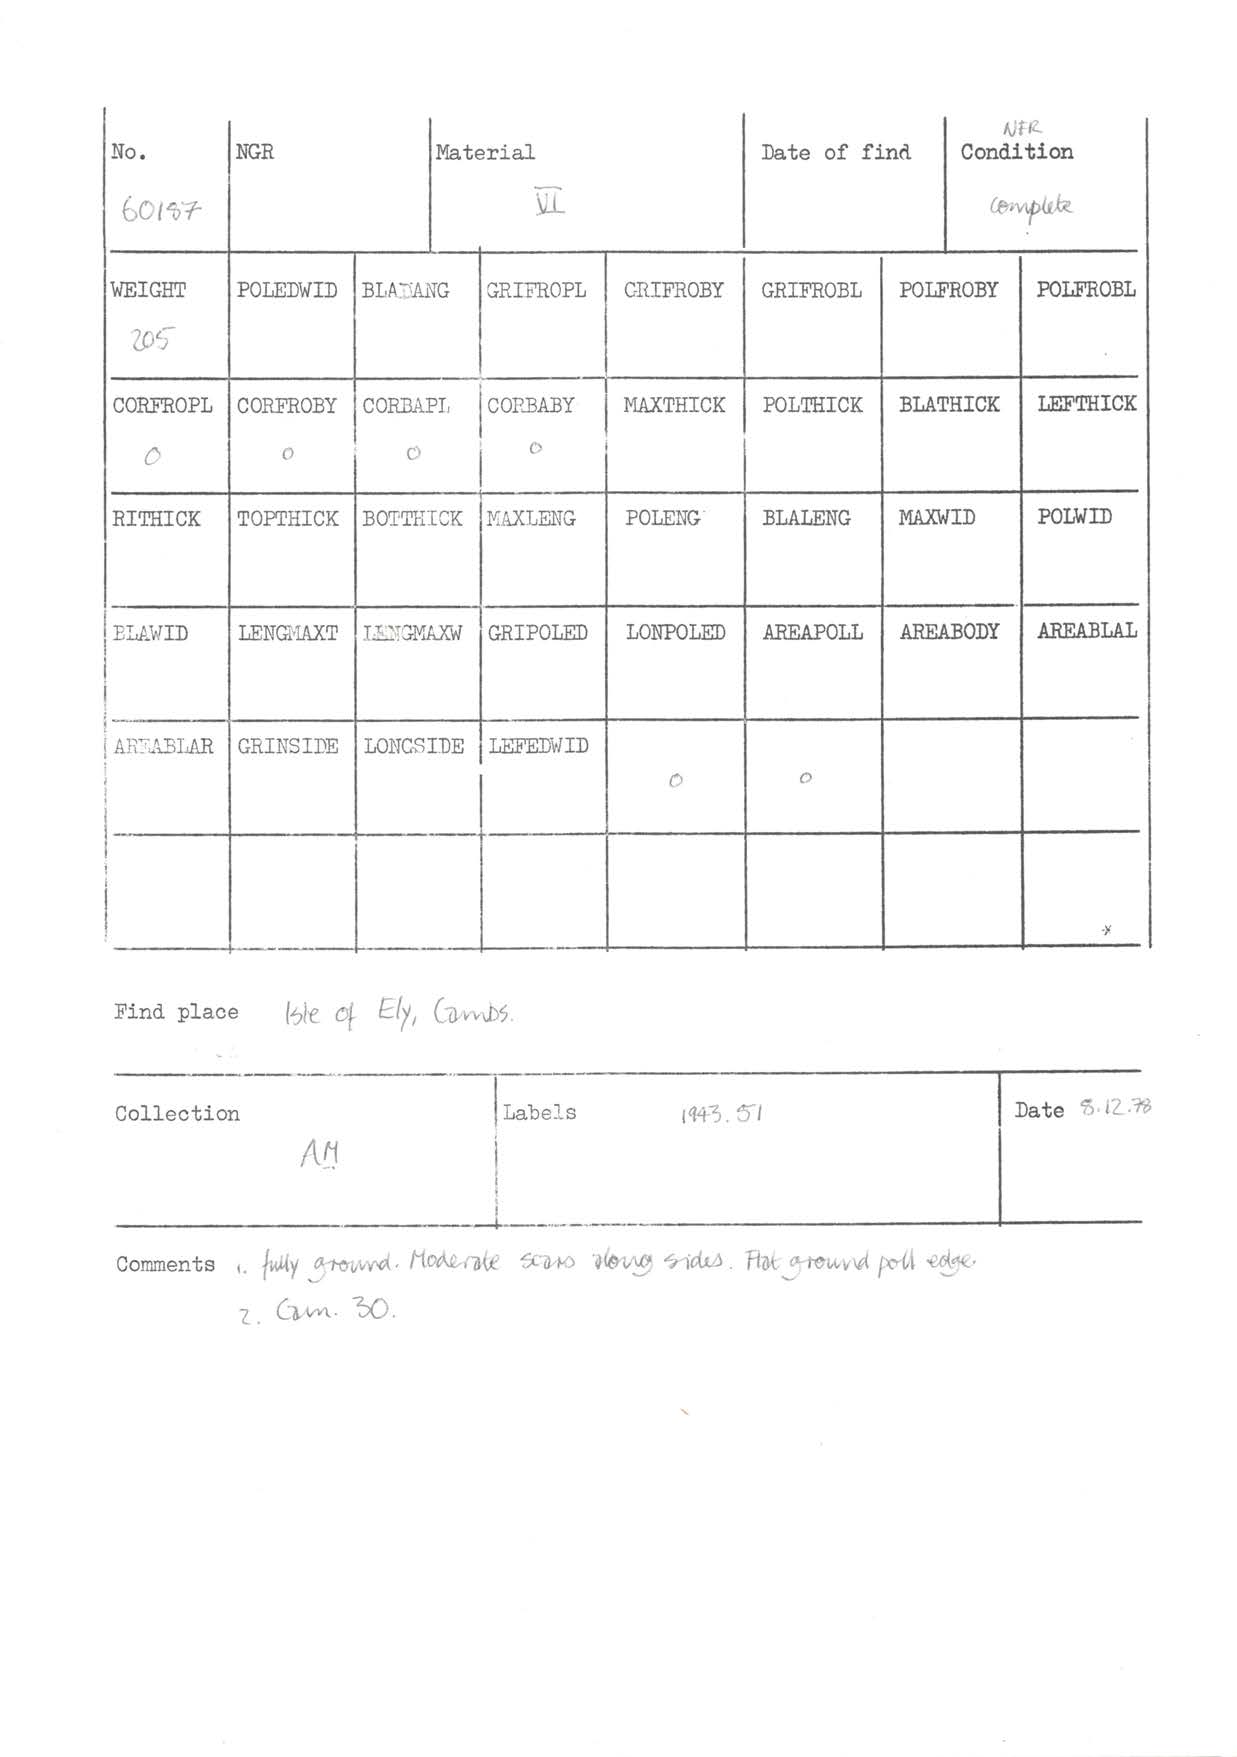 NFR
No. NGR Material Date of find Condition
60187 VI complete
WEIGHT POLEDWID BLADANG GRIFROPL GRIFROBY GRIFROBL POLFROBY POLFROBL
205
CORFROPL CORFROBY CORBAPL CORBABY MAXTHICK POLTHICK BLATHICK LEFTHICK
0 0 0 0
RITHICK TOPTHICK BOTTHICK MAXLENG POLENG BLALENG MAXWID POLWID
BLAWID LENGMAXT LENGMAXW GRIPOLED LONPOLED AREAPOLL AREABODY AREABLAL
AREABLAR GRINSIDE LONGSIDE LEFEDWID
0 0
Find place Isle of Ely, Cambs.
Collection Labels 1943.51 Date 8.12.78
AM
Comments 1. fully ground. Moderate scars along sides. Flat ground poll edge.
2. Cam. 30.